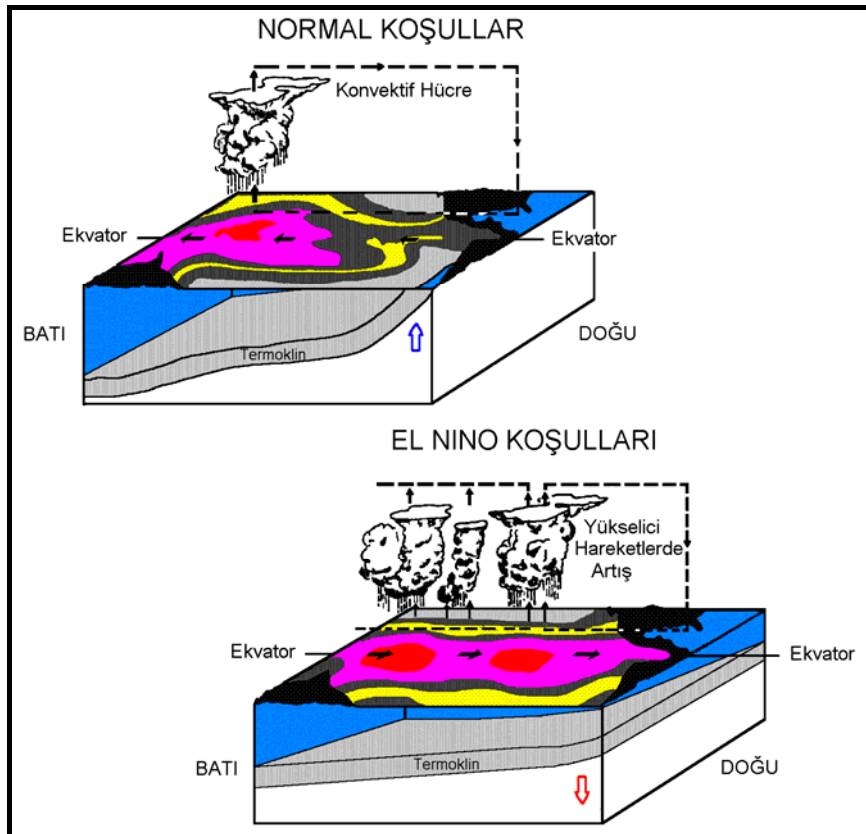 NORMAL KOŞULLAR
Konvektif Hücre
Ekvator
Ekvator
BATI
DOĞU
Termoklin
EL NINO KOŞULLARI
Yükselici
Hareketlerde
Artış
Ekvator
Ekvator
BATI
DOĞU
Termoklin